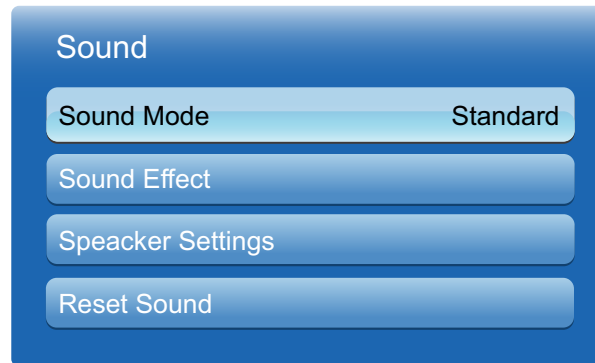 Sound
Sound Mode Standard
Sound Effect
Speacker Settings
Reset Sound